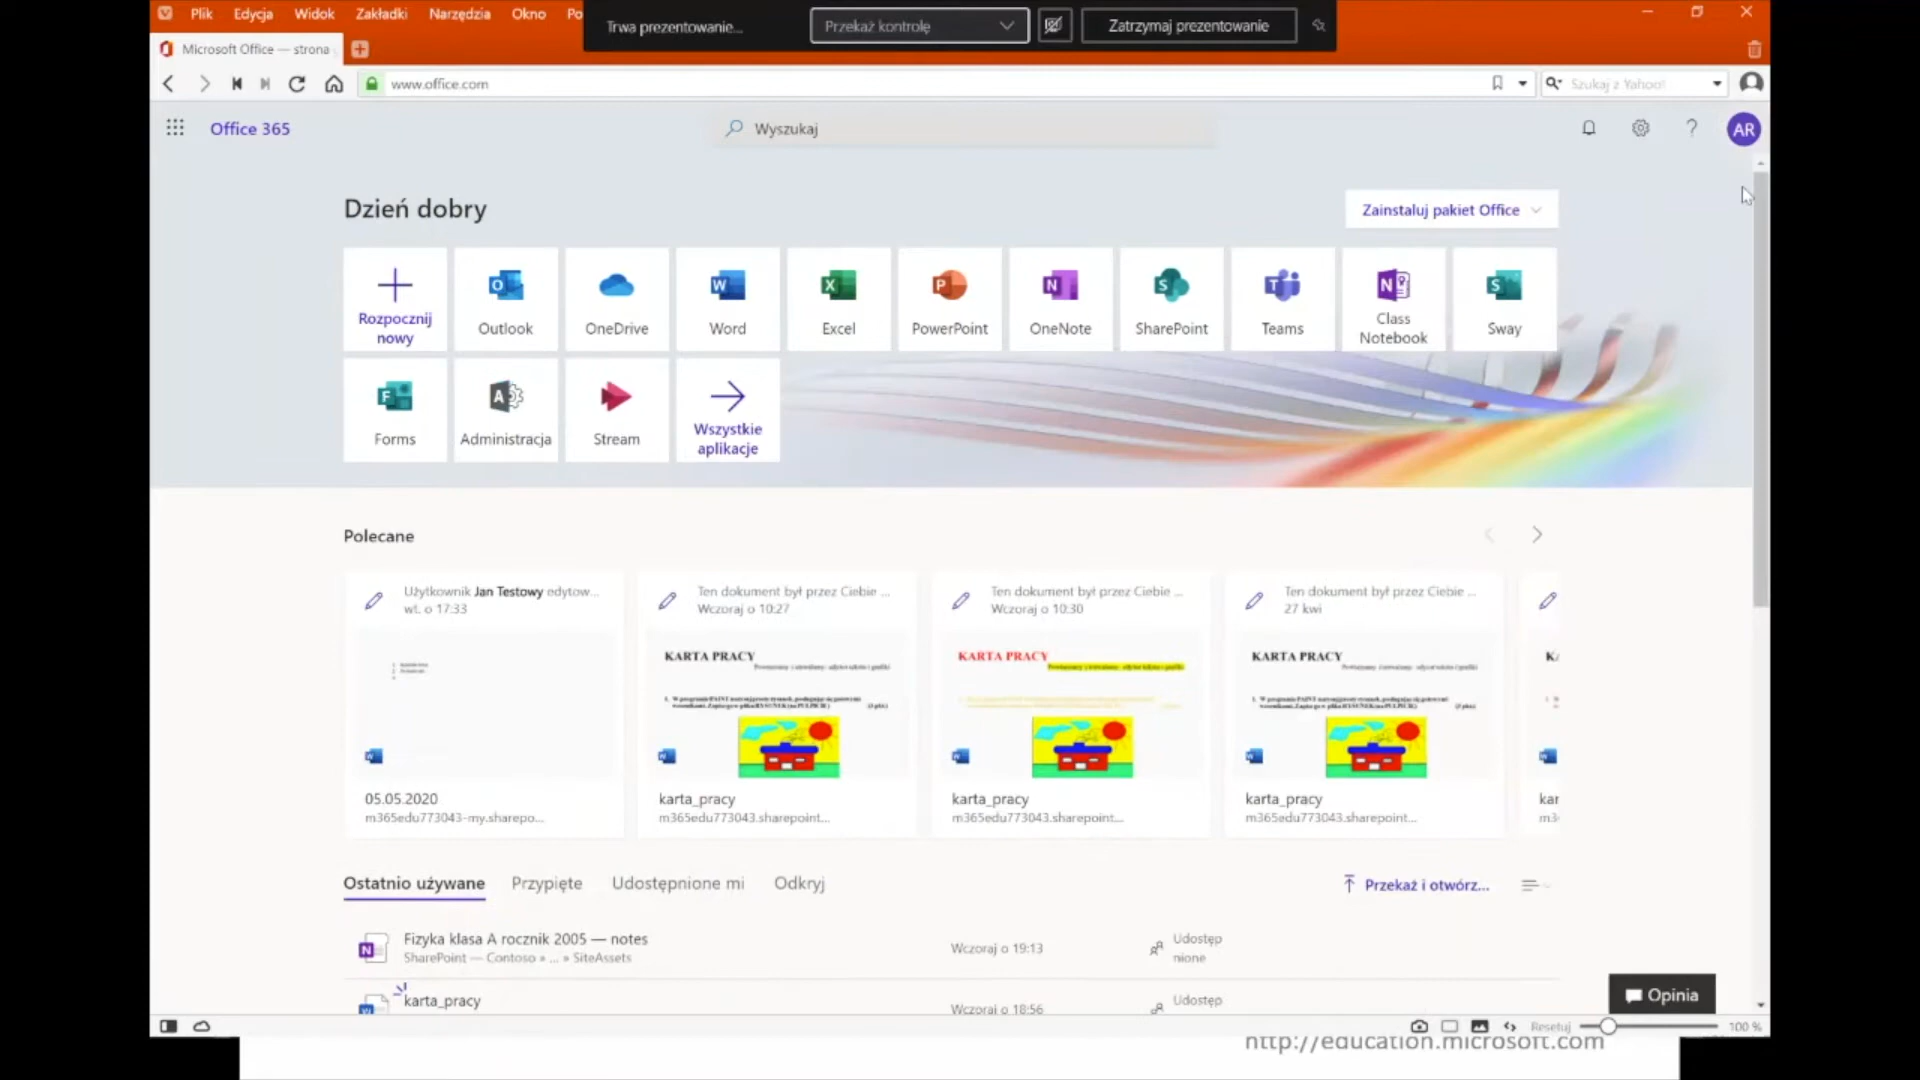 Plik Edycja Widok Zakładki Narzędzia Okno Po
Trwa prezentowanie... Przekaż kontrolę Zatrzymaj prezentowanie
Microsoft Office — strona
www.office.com Szukaj z Yahoo!
Office 365 Wyszukaj ? AR
Dzień dobry Zainstaluj pakiet Office
Rozpocznij nowy
Outlook
OneDrive
Word
Excel
PowerPoint
OneNote
SharePoint
Teams
Class Notebook
Sway
Forms
Administracja
Stream
Wszystkie aplikacje
Polecane
Użytkownik Jan Testowy edytow...
wt. o 17:33
05.05.2020
m365edu773043-my.sharepo...
Ten dokument był przez Ciebie ...
Wczoraj o 10:27
KARTA PRACY
karta_pracy
m365edu773043.sharepoint...
Ten dokument był przez Ciebie ...
Wczoraj o 10:30
KARTA PRACY
karta_pracy
m365edu773043.sharepoint...
Ten dokument był przez Ciebie ...
27 kwi
KARTA PRACY
karta_pracy
m365edu773043.sharepoint...
Ostatnio używane Przypięte Udostępnione mi Odkryj Przekaż i otwórz...
Fizyka klasa A rocznik 2005 — notes Wczoraj o 19:13 Udostępnione
SharePoint — Contoso » ... » SiteAssets
karta_pracy Wczoraj o 18:56 Udostęp
Opinia
Resetuj 100 %
http://education.microsoft.com